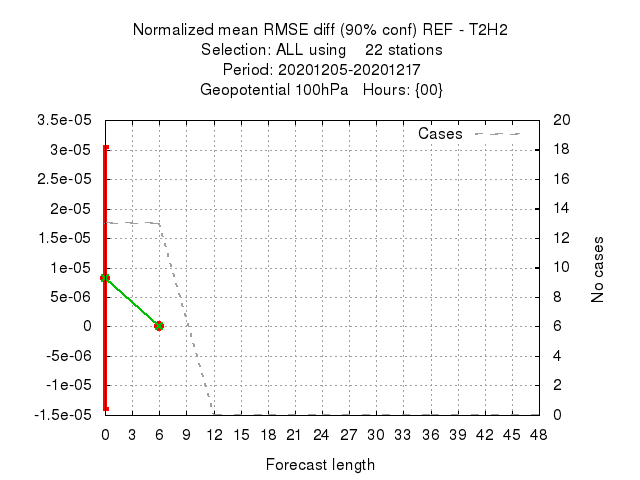 Normalized mean RMSE diff (90% conf) REF - T2H2
Selection: ALL using    22 stations
Period: 20201205-20201217
Geopotential 100hPa   Hours: {00}
Cases
3.5e-05
3e-05
2.5e-05
2e-05
1.5e-05
1e-05
5e-06
0
-5e-06
-1e-05
-1.5e-05
20
18
16
14
12
10
8
6
4
2
0
No cases
0 3 6 9 12 15 18 21 24 27 30 33 36 39 42 45 48
Forecast length